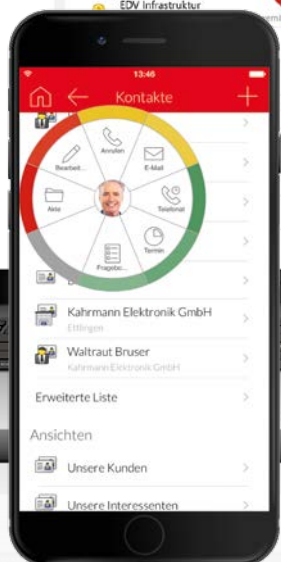 EDV Infrastruktur
13:46
Kontakte
Anrufen
Bearbeit...
E-Mail
Akte
Telefonat
Termin
Fragebo...
Kahrmann Elektronik GmbH
Ettlingen
Waltraut Bruser
Kahrmann Elektronik GmbH
Erweiterte Liste
Ansichten
Unsere Kunden
Unsere Interessenten